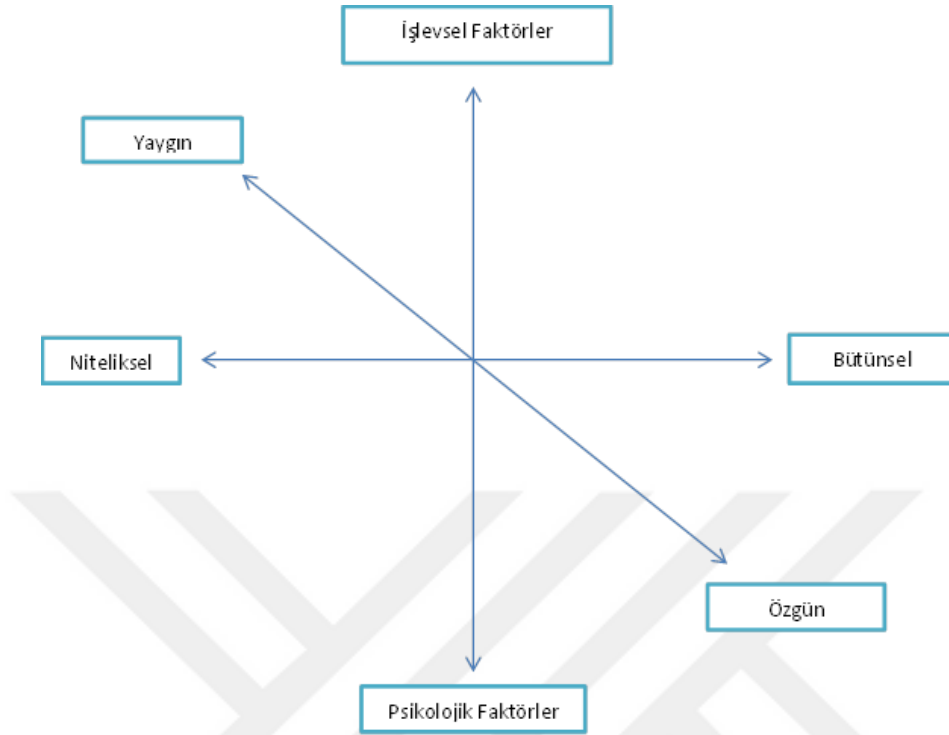 İşlevsel Faktörler
Yaygın
Niteliksel
Bütünsel
Özgün
Psikolojik Faktörler